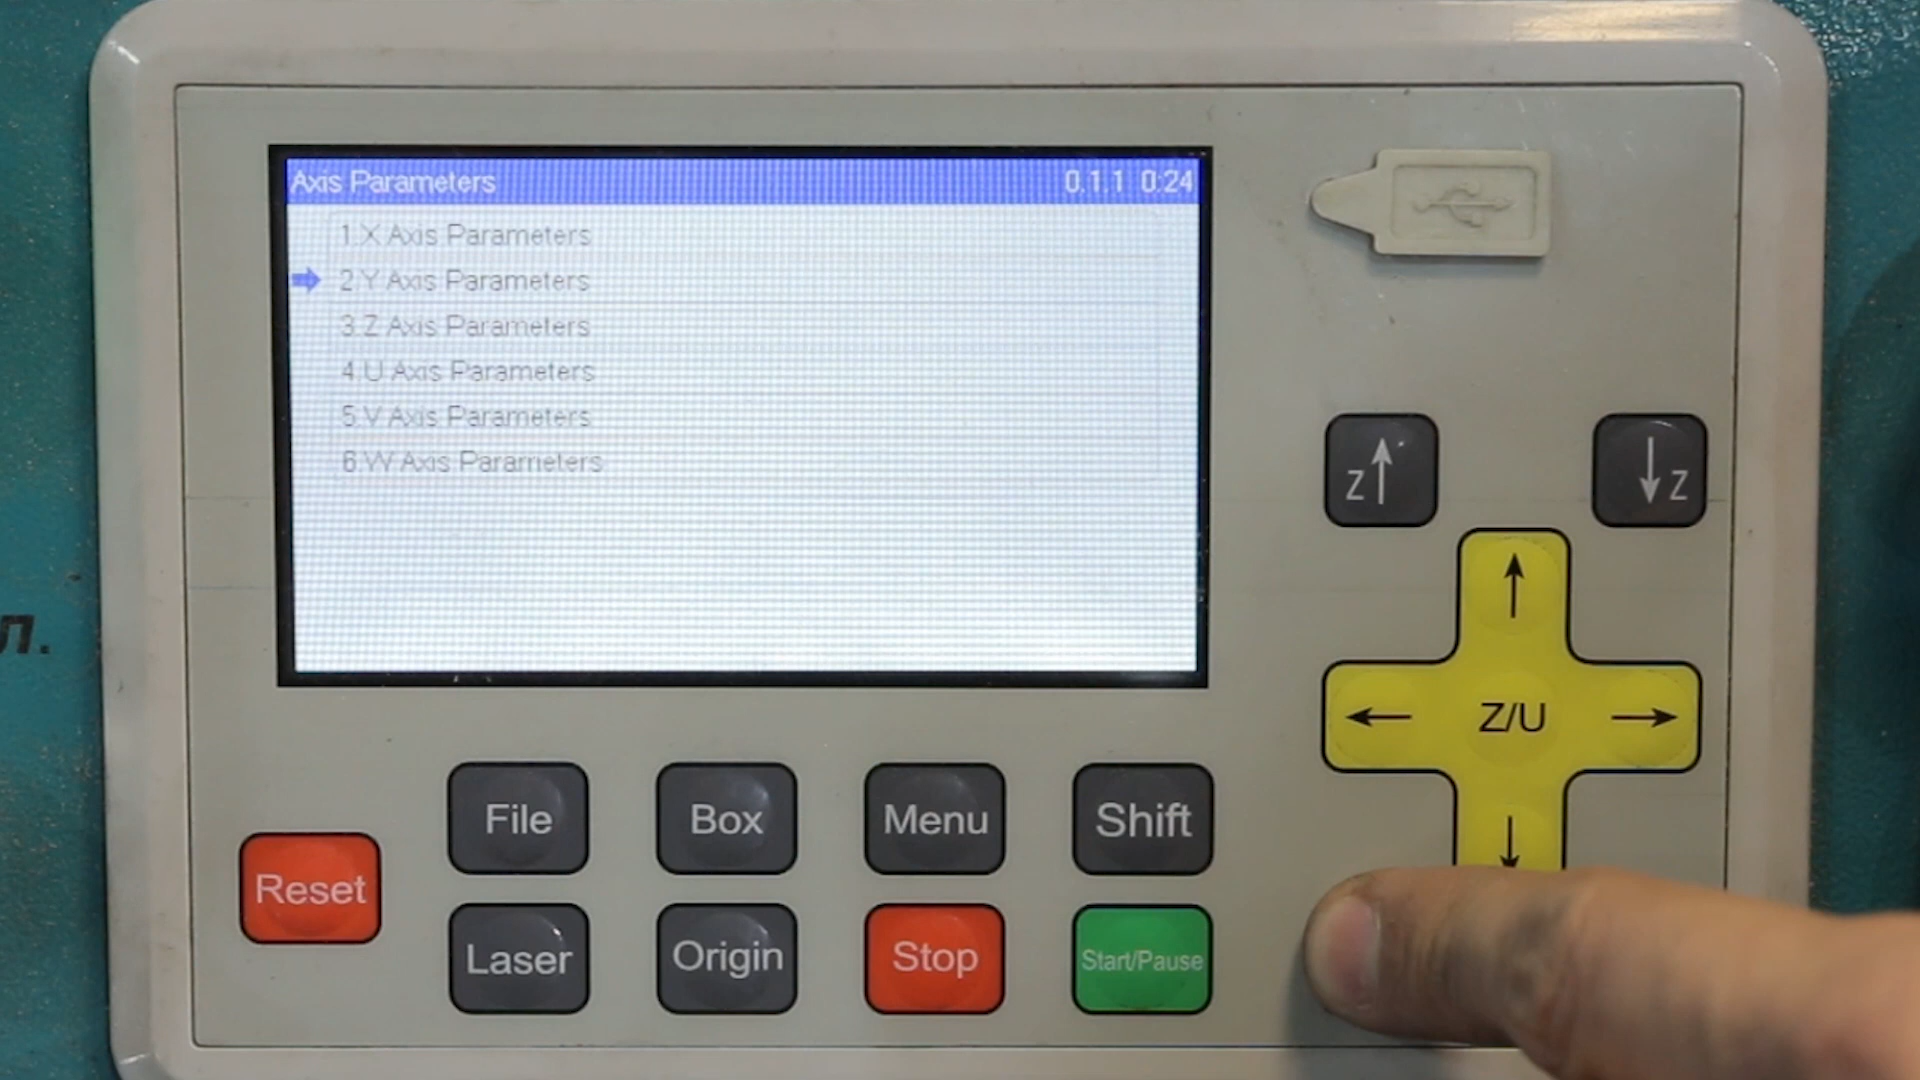 Axis Parameters 0.1.1 0:24
1.X Axis Parameters
2.Y Axis Parameters
3.Z Axis Parameters
4.U Axis Parameters
5.V Axis Parameters
6.W Axis Parameters
Z
Z
Z/U
File
Box
Menu
Shift
Reset
Laser
Origin
Stop
Start/Pause
л.